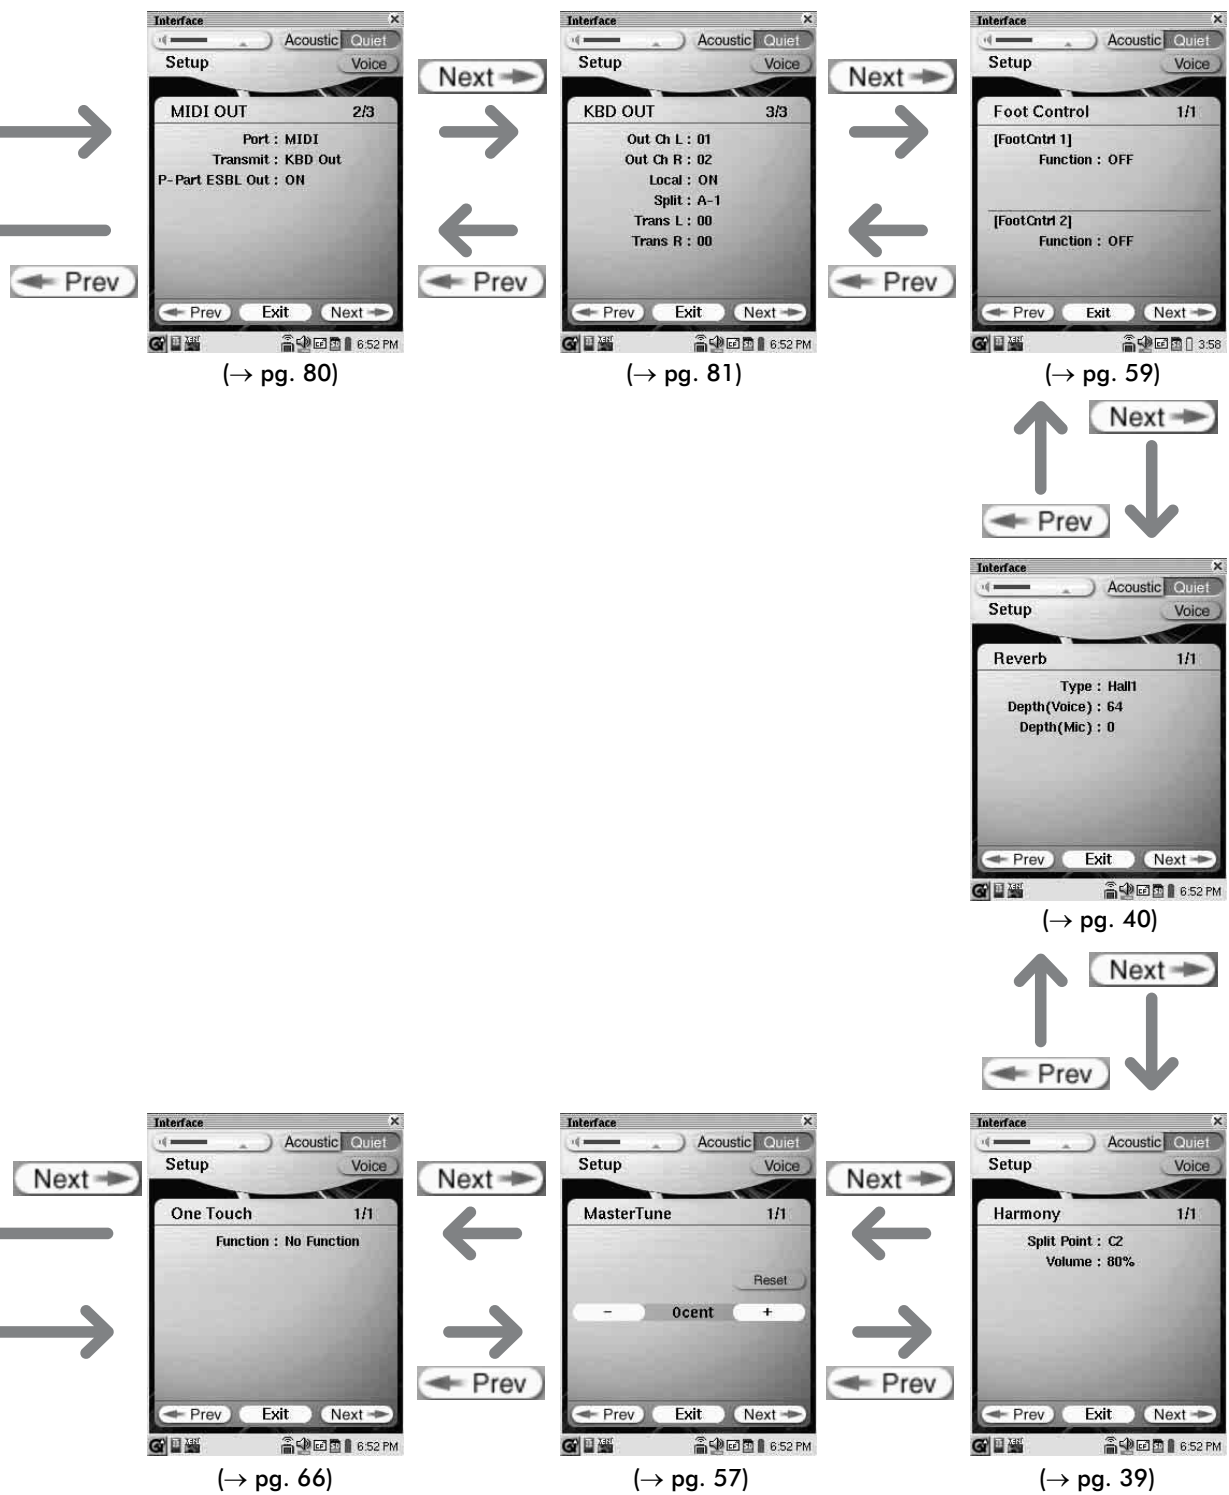 Interface
Acoustic Quiet
Setup
Voice
MIDI OUT 2/3
Port : MIDI
Transmit : KBD Out
P-Part ESBL Out : ON
Prev Exit Next
6:52 PM
(→ pg. 80)
Next
Prev
Prev
Interface
Acoustic Quiet
Setup
Voice
KBD OUT 3/3
Out Ch L : 01
Out Ch R : 02
Local : ON
Split : A-1
Trans L : 00
Trans R : 00
Prev Exit Next
6:52 PM
(→ pg. 81)
Next
Prev
Interface
Acoustic Quiet
Setup
Voice
Foot Control 1/1
[FootCntrl 1]
Function : OFF
[FootCntrl 2]
Function : OFF
Prev Exit Next
3:58
(→ pg. 59)
Next
Prev
Interface
Acoustic Quiet
Setup
Voice
Reverb 1/1
Type : Hall1
Depth(Voice) : 64
Depth(Mic) : 0
Prev Exit Next
6:52 PM
(→ pg. 40)
Next
Prev
Next
Interface
Acoustic Quiet
Setup
Voice
One Touch 1/1
Function : No Function
Prev Exit Next
6:52 PM
(→ pg. 66)
Next
Prev
Interface
Acoustic Quiet
Setup
Voice
MasterTune 1/1
Reset
- 0cent +
Prev Exit Next
6:52 PM
(→ pg. 57)
Next
Prev
Interface
Acoustic Quiet
Setup
Voice
Harmony 1/1
Split Point : C2
Volume : 80%
Prev Exit Next
6:52 PM
(→ pg. 39)